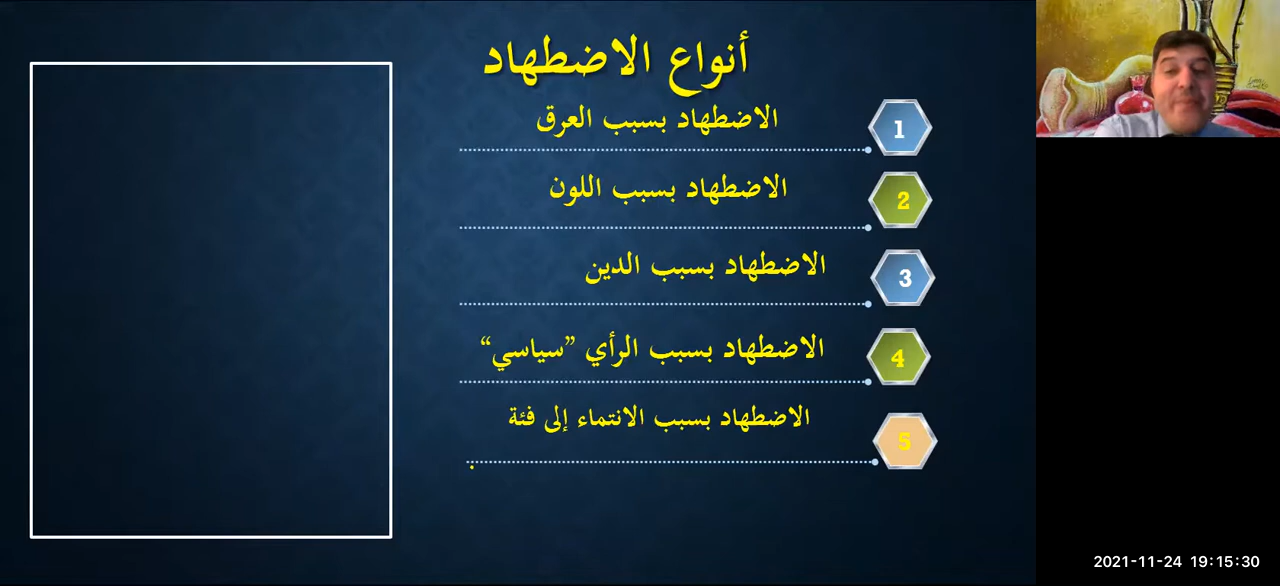 أنواع الاضطهاد
1 الاضطهاد بسبب العرق
2 الاضطهاد بسبب اللون
3 الاضطهاد بسبب الدين
4 الاضطهاد بسبب الرأي ”سياسي“
5 الاضطهاد بسبب الانتماء إلى فئة
.
2021-11-24 19:15:30